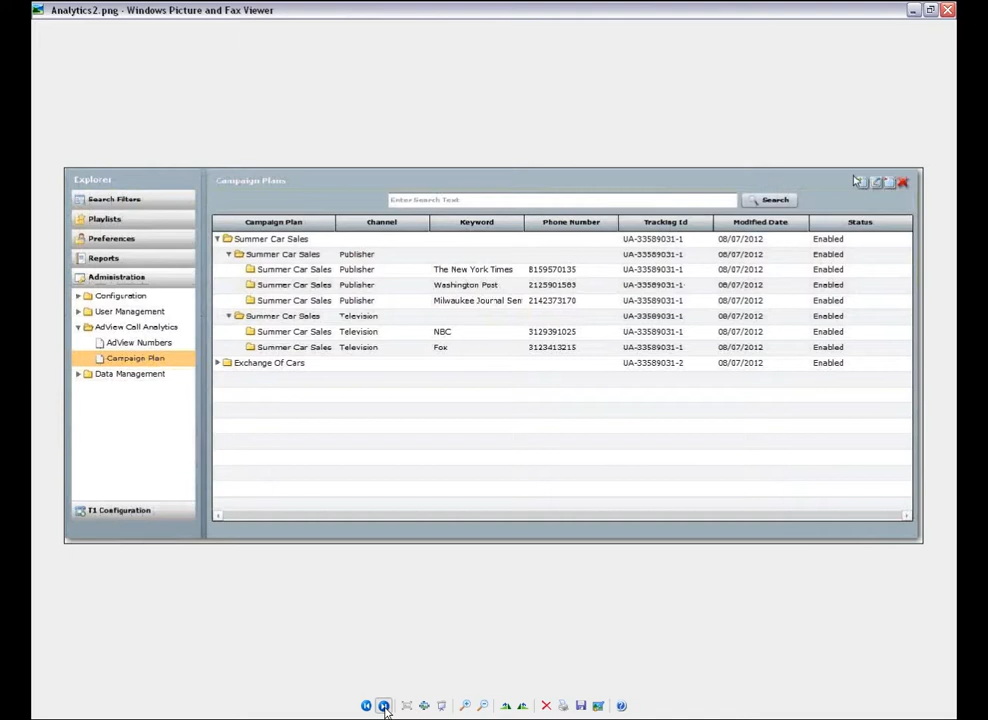 Analytics2.png - Windows Picture and Fax Viewer
Explorer
Campaign Plans
Search Filters
Enter Search Text
Search
Playlists
Campaign Plan Channel Keyword Phone Number Tracking Id Modified Date Status
Preferences
Summer Car Sales UA-33589031-1 08/07/2012 Enabled
Reports
Summer Car Sales Publisher UA-33589031-1 08/07/2012 Enabled
Administration
Summer Car Sales Publisher The New York Times 8159570135 UA-33589031-1 08/07/2012 Enabled
Configuration
Summer Car Sales Publisher Washington Post 2125901583 UA-33589031-1 08/07/2012 Enabled
User Management
Summer Car Sales Publisher Milwaukee Journal Sen 2142373170 UA-33589031-1 08/07/2012 Enabled
AdView Call Analytics
Summer Car Sales Television UA-33589031-1 08/07/2012 Enabled
AdView Numbers
Summer Car Sales Television NBC 3129391025 UA-33589031-1 08/07/2012 Enabled
Campaign Plan
Summer Car Sales Television Fox 3123413215 UA-33589031-1 08/07/2012 Enabled
Data Management
Exchange Of Cars UA-33589031-2 08/07/2012 Enabled
T1 Configuration